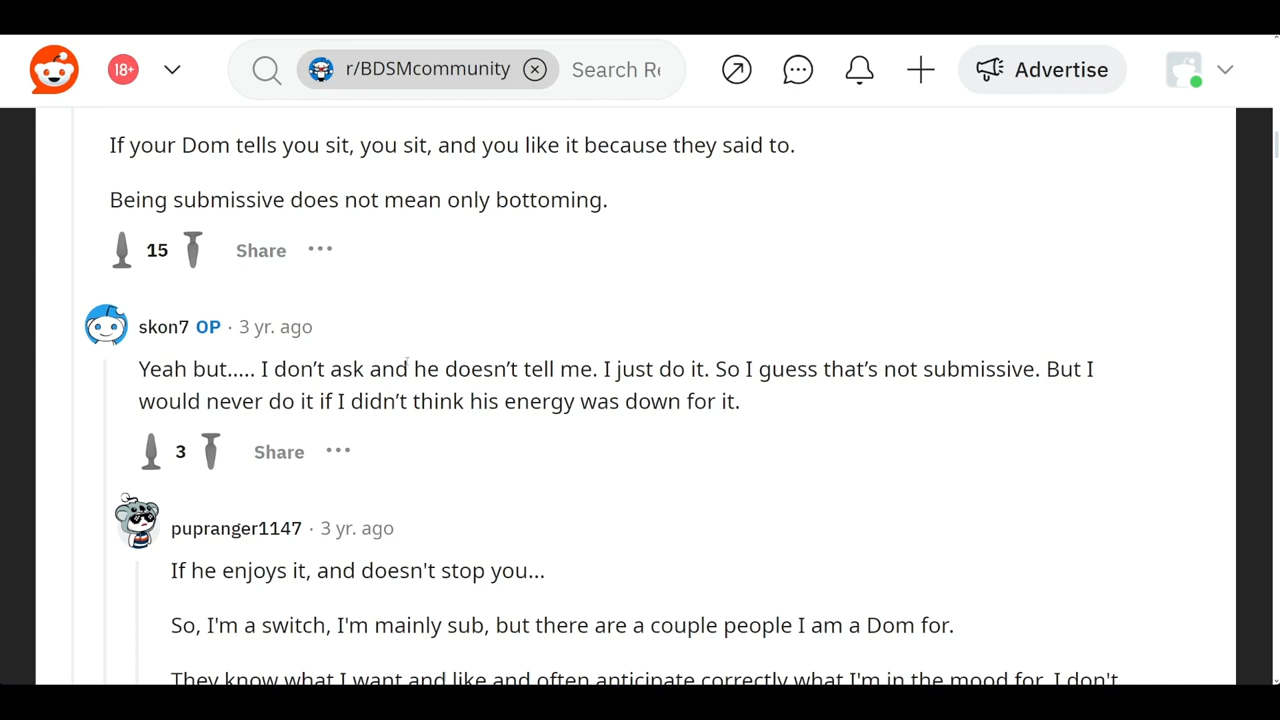 18+ r/BDSMcommunity Search Re Advertise
If your Dom tells you sit, you sit, and you like it because they said to.
Being submissive does not mean only bottoming.
15 Share
skon7 OP · 3 yr. ago
Yeah but..... I don’t ask and he doesn’t tell me. I just do it. So I guess that’s not submissive. But I
would never do it if I didn’t think his energy was down for it.
3 Share
pupranger1147 · 3 yr. ago
If he enjoys it, and doesn't stop you...
So, I'm a switch, I'm mainly sub, but there are a couple people I am a Dom for.
They know what I want and like and often anticipate correctly what I'm in the mood for. I don't